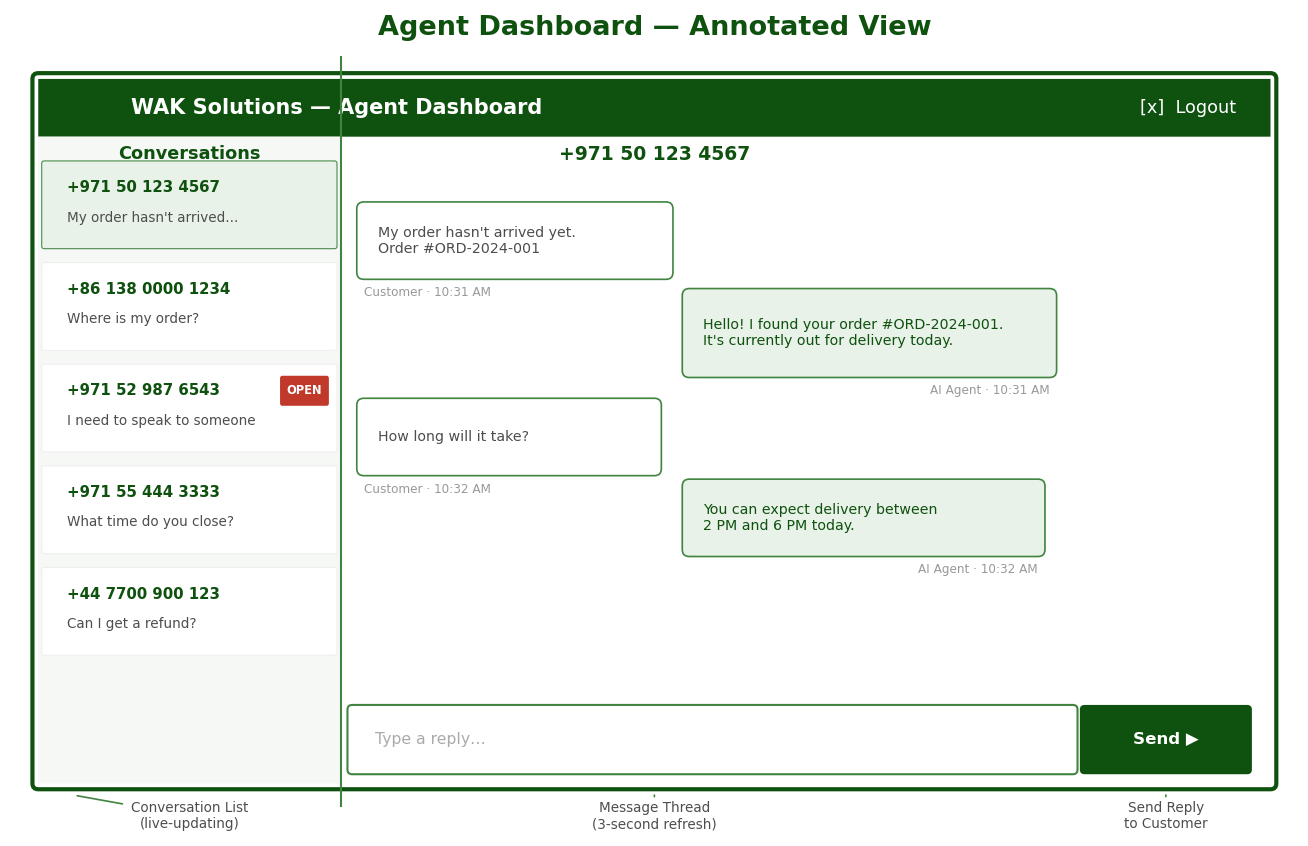 Agent Dashboard — Annotated View
WAK Solutions — Agent Dashboard
[x]  Logout
Conversations
+971 50 123 4567
My order hasn't arrived...
+86 138 0000 1234
Where is my order?
+971 52 987 6543
OPEN
I need to speak to someone
+971 55 444 3333
What time do you close?
+44 7700 900 123
Can I get a refund?
+971 50 123 4567
My order hasn't arrived yet.
Order #ORD-2024-001
Customer · 10:31 AM
Hello! I found your order #ORD-2024-001.
It's currently out for delivery today.
AI Agent · 10:31 AM
How long will it take?
Customer · 10:32 AM
You can expect delivery between
2 PM and 6 PM today.
AI Agent · 10:32 AM
Type a reply...
Send ▶
Conversation List
(live-updating)
Message Thread
(3-second refresh)
Send Reply
to Customer